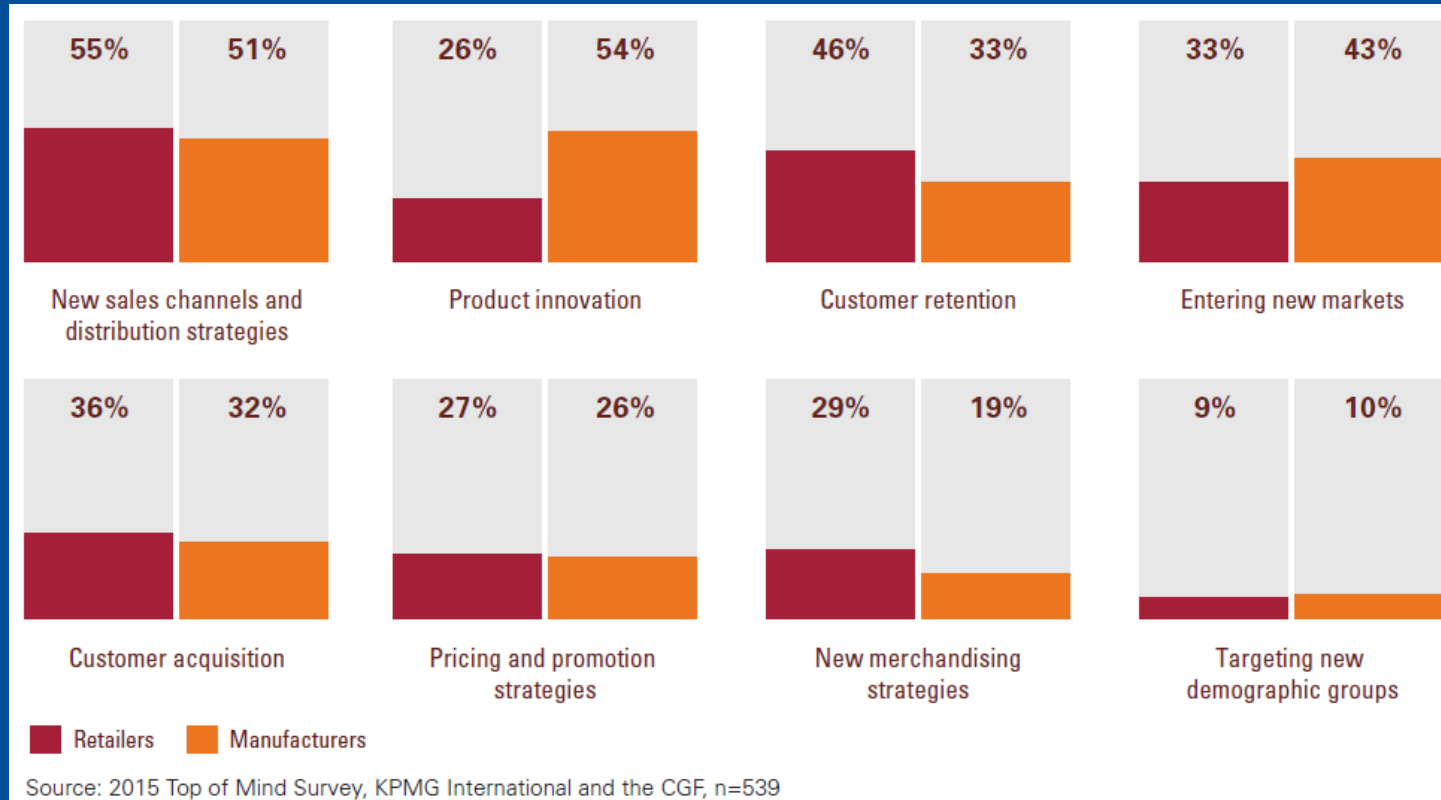 55% 51% 26% 54% 46% 33% 33% 43%
New sales channels and
distribution strategies
Product innovation
Customer retention
Entering new markets
36% 32% 27% 26% 29% 19% 9% 10%
Customer acquisition
Pricing and promotion
strategies
New merchandising
strategies
Targeting new
demographic groups
Retailers Manufacturers
Source: 2015 Top of Mind Survey, KPMG International and the CGF, n=539